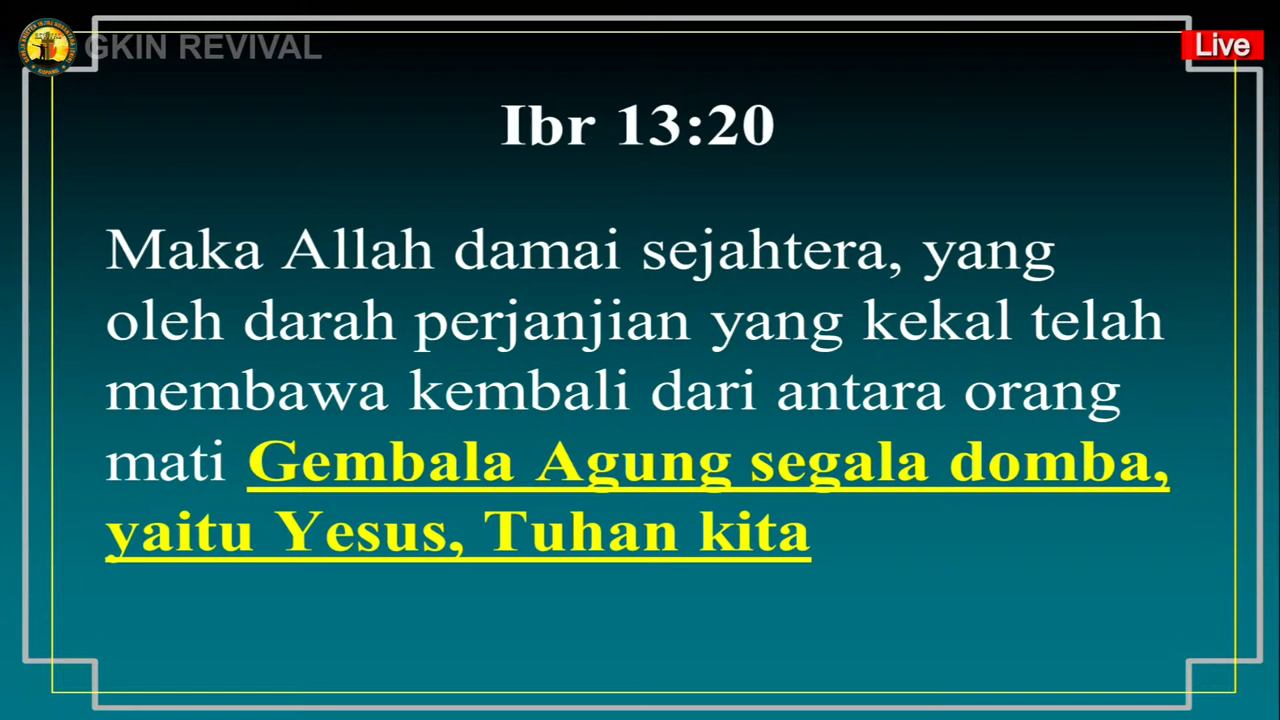 GKIN REVIVAL
Live
Ibr 13:20
Maka Allah damai sejahtera, yang
oleh darah perjanjian yang kekal telah
membawa kembali dari antara orang
mati Gembala Agung segala domba,
yaitu Yesus, Tuhan kita